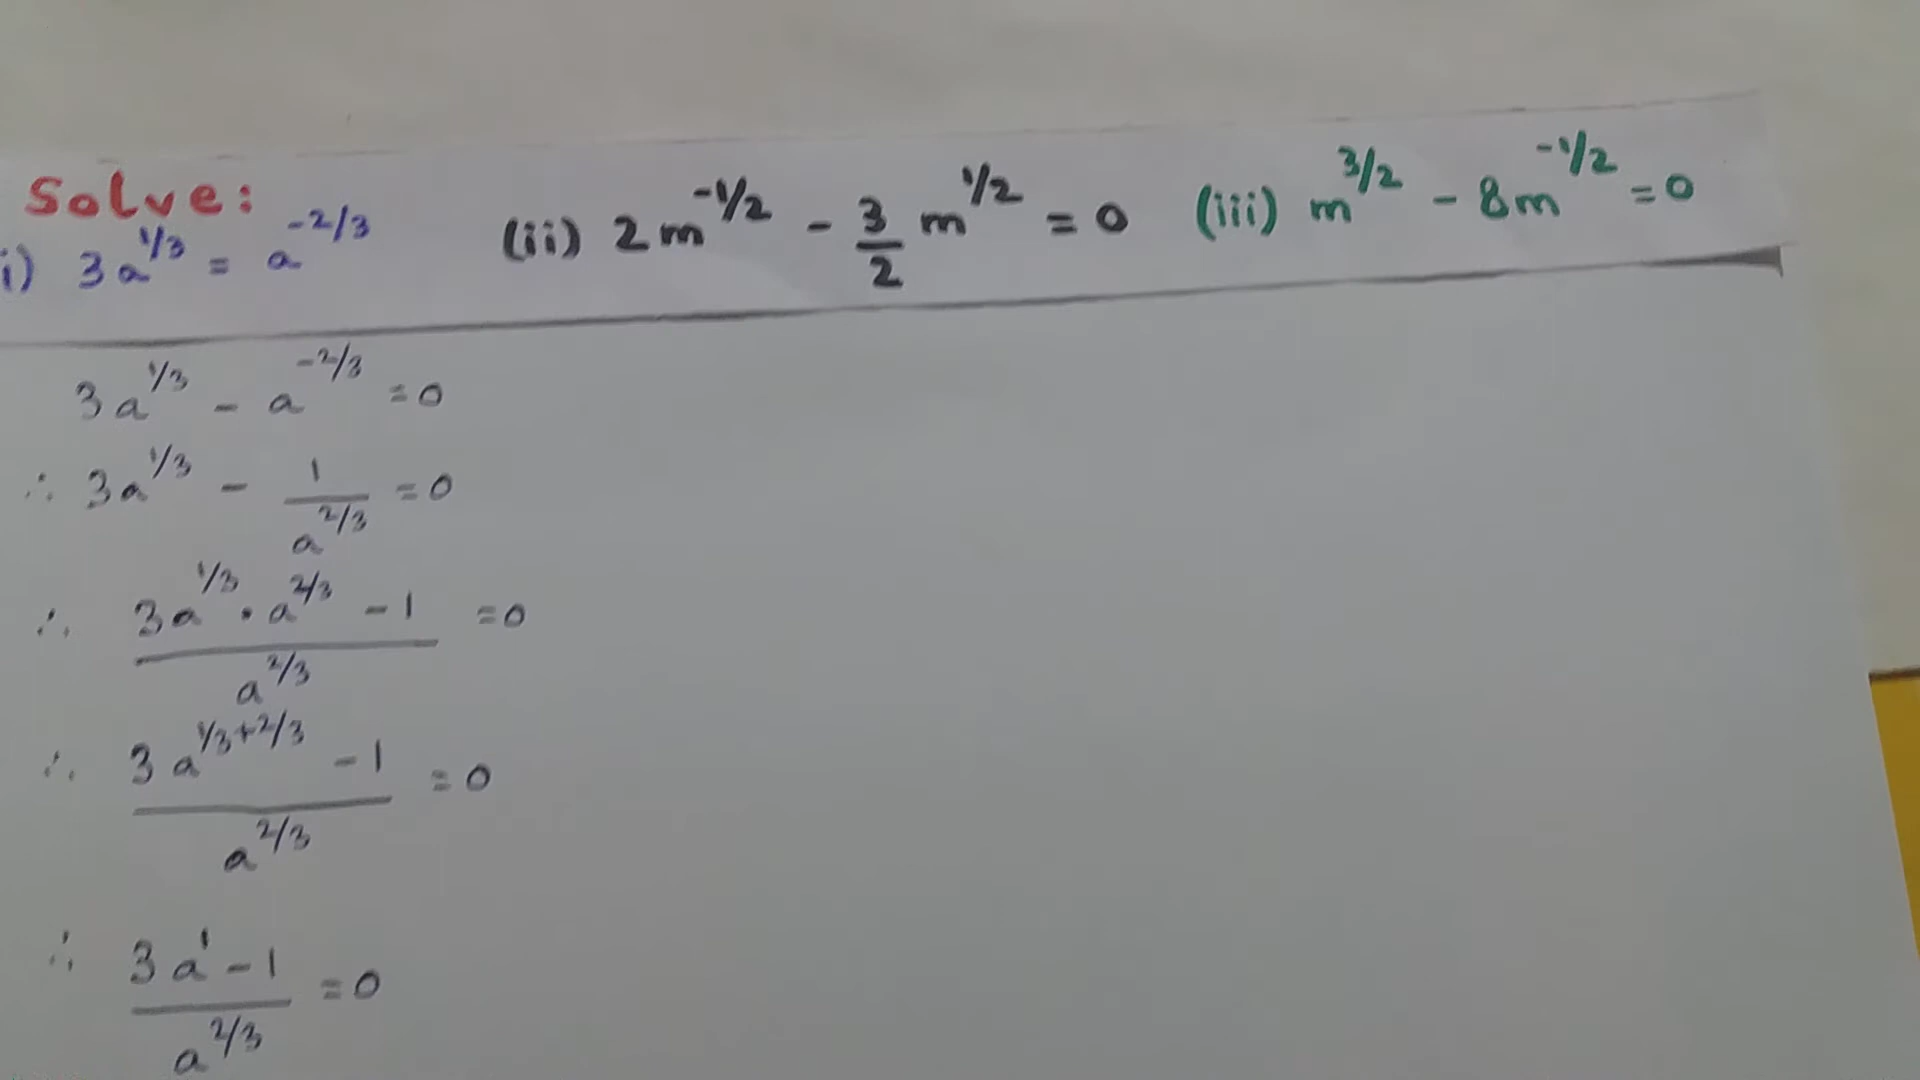 Solve:
i) 3a^1/3 = a^-2/3 (ii) 2m^-1/2 - 3/2 m^1/2 = 0 (iii) m^3/2 - 8m^-1/2 = 0
3a^1/3 - a^-2/3 = 0
∴ 3a^1/3 - 1/a^2/3 = 0
∴ (3a^1/3 · a^2/3 - 1)/a^2/3 = 0
∴ (3a^1/3+2/3 - 1)/a^2/3 = 0
∴ (3a^1 - 1)/a^2/3 = 0